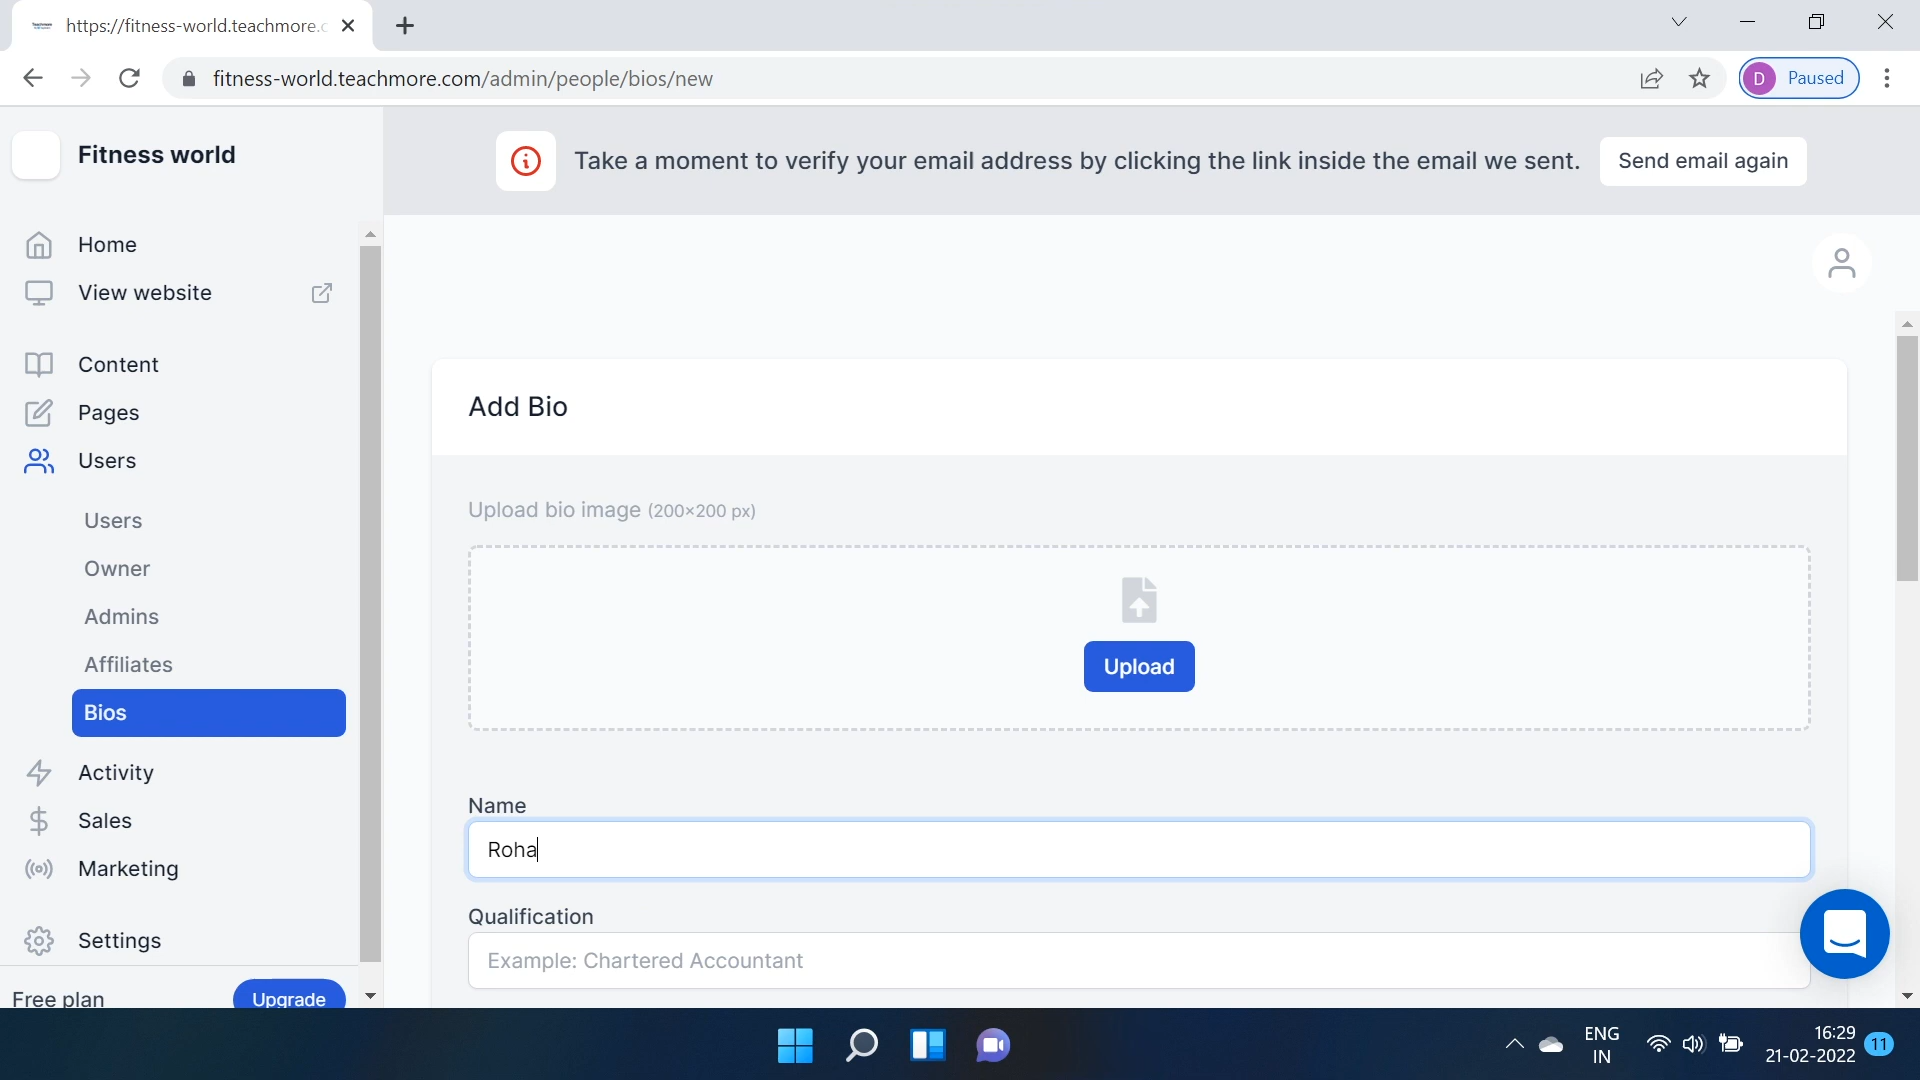 https://fitness-world.teachmore.c
fitness-world.teachmore.com/admin/people/bios/new
D
Paused
Fitness world
Take a moment to verify your email address by clicking the link inside the email we sent.
Send email again
Home
View website
Content
Pages
Users
Users
Owner
Admins
Affiliates
Bios
Activity
Sales
Marketing
Settings
Free plan
Upgrade
Add Bio
Upload bio image (200×200 px)
Upload
Name
Roha
Qualification
Example: Chartered Accountant
ENG
IN
16:29
21-02-2022
11